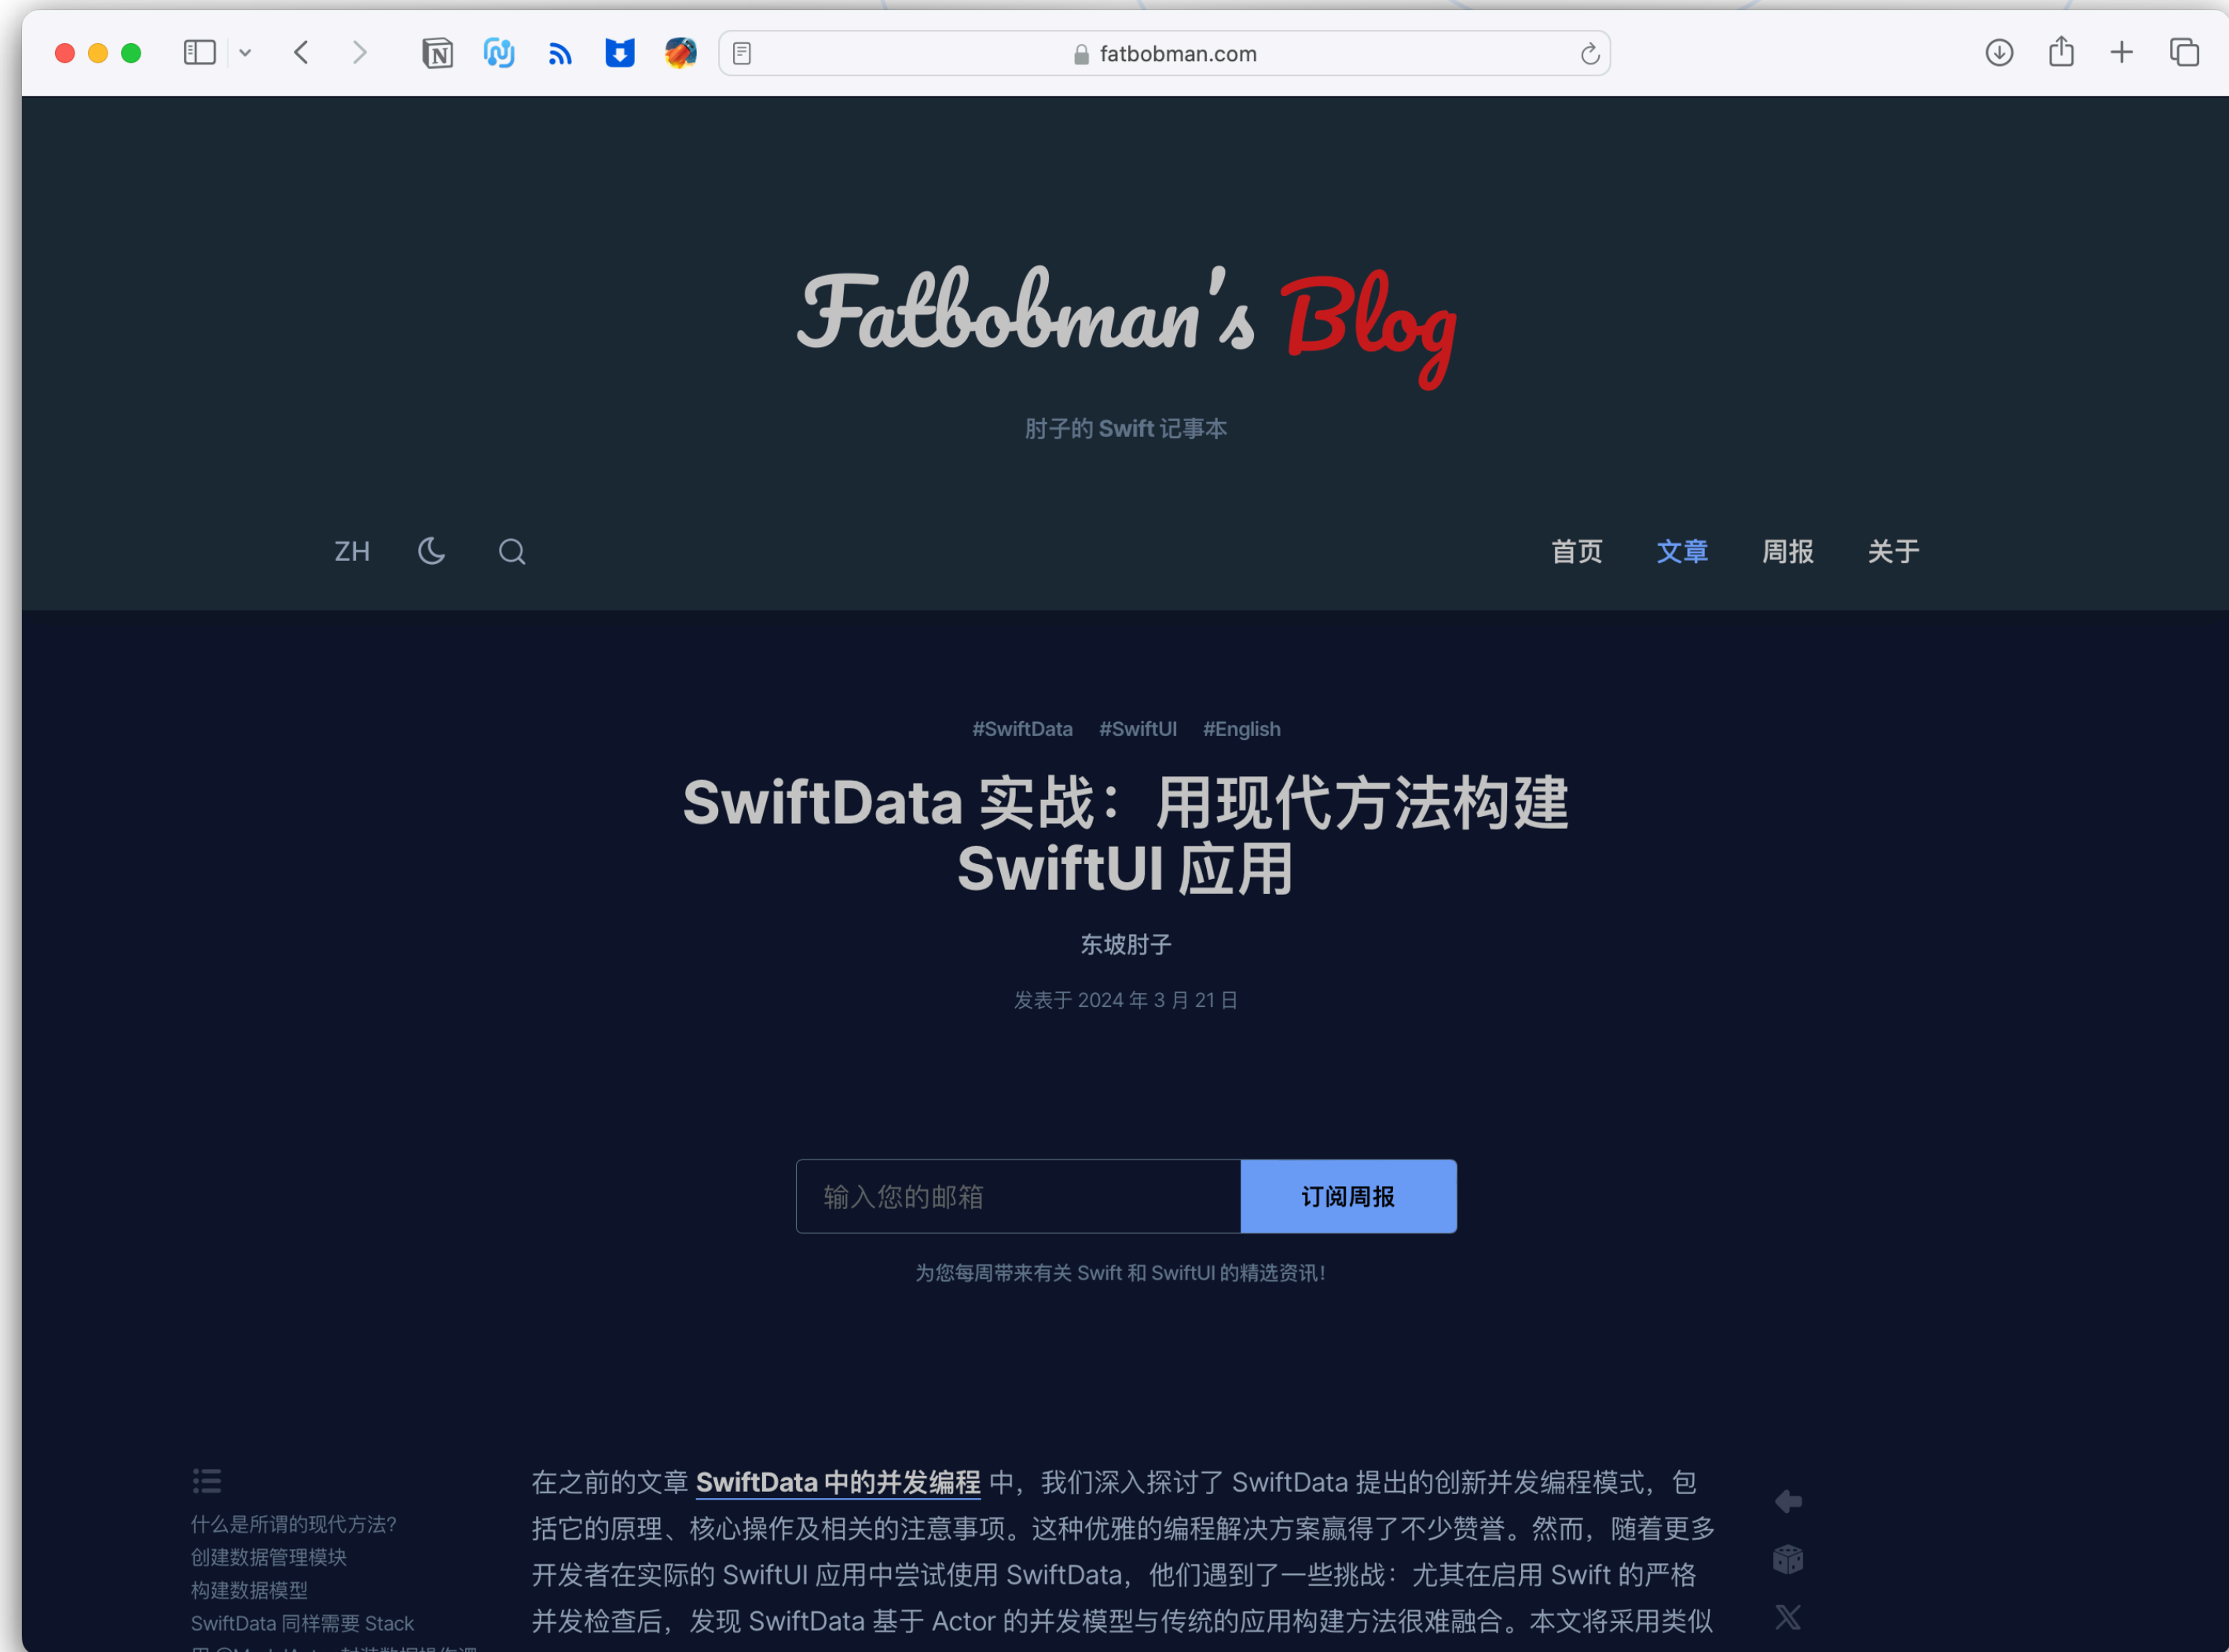 fatbobman.com
Fatbobman's Blog
肘子的 Swift 记事本
ZH
首页 文章 周报 关于
#SwiftData #SwiftUI #English
SwiftData 实战：用现代方法构建
SwiftUI 应用
东坡肘子
发表于 2024 年 3 月 21 日
输入您的邮箱
订阅周报
为您每周带来有关 Swift 和 SwiftUI 的精选资讯！
什么是所谓的现代方法？
创建数据管理模块
构建数据模型
SwiftData 同样需要 Stack
在之前的文章 SwiftData 中的并发编程 中，我们深入探讨了 SwiftData 提出的创新并发编程模式，包
括它的原理、核心操作及相关的注意事项。这种优雅的编程解决方案赢得了不少赞誉。然而，随着更多
开发者在实际的 SwiftUI 应用中尝试使用 SwiftData，他们遇到了一些挑战：尤其在启用 Swift 的严格
并发检查后，发现 SwiftData 基于 Actor 的并发模型与传统的应用构建方法很难融合。本文将采用类似